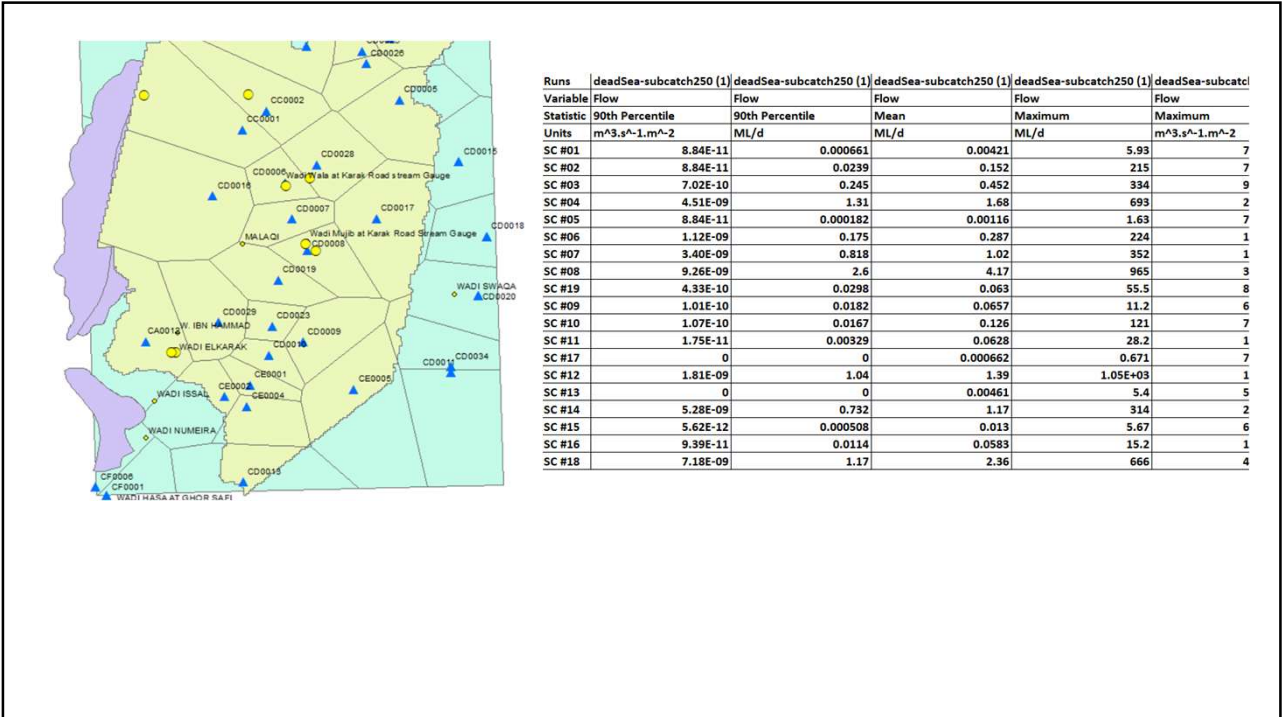 CD0026
CD0005
CC0002
CC0001
CD0015
CD0028
CD0006
Wadi Wala at Karak Road stream Gauge
CD0016
CD0007
CD0017
CD0018
MALAQI
Wadi Mujib at Karak Road Stream Gauge
CD0008
CD0019
WADI SWAQA
CD0020
CD0029
CD0023
W. IBN HAMMAD
CD0009
WADI ELKARAK
CD0034
CD0011
CE0001
CE0005
CE0002
CE0004
WADI ISSAL
WADI NUMEIRA
CD0013
CF0006
CF0001
WADI HASA AT GHOR SAFI
Runs deadSea-subcatch250 (1) deadSea-subcatch250 (1) deadSea-subcatch250 (1) deadSea-subcatch250 (1) deadSea-subcatcl
Variable Flow Flow Flow Flow Flow
Statistic 90th Percentile 90th Percentile Mean Maximum Maximum
Units m^3.s^-1.m^-2 ML/d ML/d ML/d m^3.s^-1.m^-2
SC #01 8.84E-11 0.000661 0.00421 5.93 7
SC #02 8.84E-11 0.0239 0.152 215 7
SC #03 7.02E-10 0.245 0.452 334 9
SC #04 4.51E-09 1.31 1.68 693 2
SC #05 8.84E-11 0.000182 0.00116 1.63 7
SC #06 1.12E-09 0.175 0.287 224 1
SC #07 3.40E-09 0.818 1.02 352 1
SC #08 9.26E-09 2.6 4.17 965 3
SC #19 4.33E-10 0.0298 0.063 55.5 8
SC #09 1.01E-10 0.0182 0.0657 11.2 6
SC #10 1.07E-10 0.0167 0.126 121 7
SC #11 1.75E-11 0.00329 0.0628 28.2 1
SC #17 0 0 0.000662 0.671 7
SC #12 1.81E-09 1.04 1.39 1.05E+03 1
SC #13 0 0 0.00461 5.4 5
SC #14 5.28E-09 0.732 1.17 314 2
SC #15 5.62E-12 0.000508 0.013 5.67 6
SC #16 9.39E-11 0.0114 0.0583 15.2 1
SC #18 7.18E-09 1.17 2.36 666 4